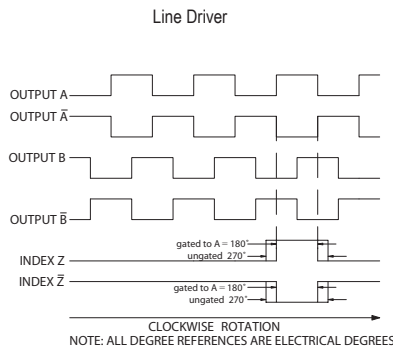 Line Driver
OUTPUT A
OUTPUT A̅
OUTPUT B
OUTPUT B̅
gated to A = 180°
ungated 270°
INDEX Z
INDEX Z̅
gated to A = 180°
ungated 270°
CLOCKWISE ROTATION
NOTE: ALL DEGREE REFERENCES ARE ELECTRICAL DEGREES